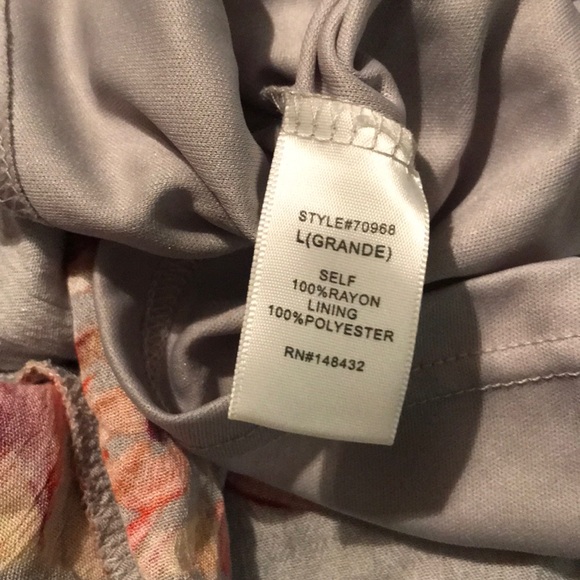 STYLE#70968
L(GRANDE)
SELF
100%RAYON
LINING
100%POLYESTER
RN#148432